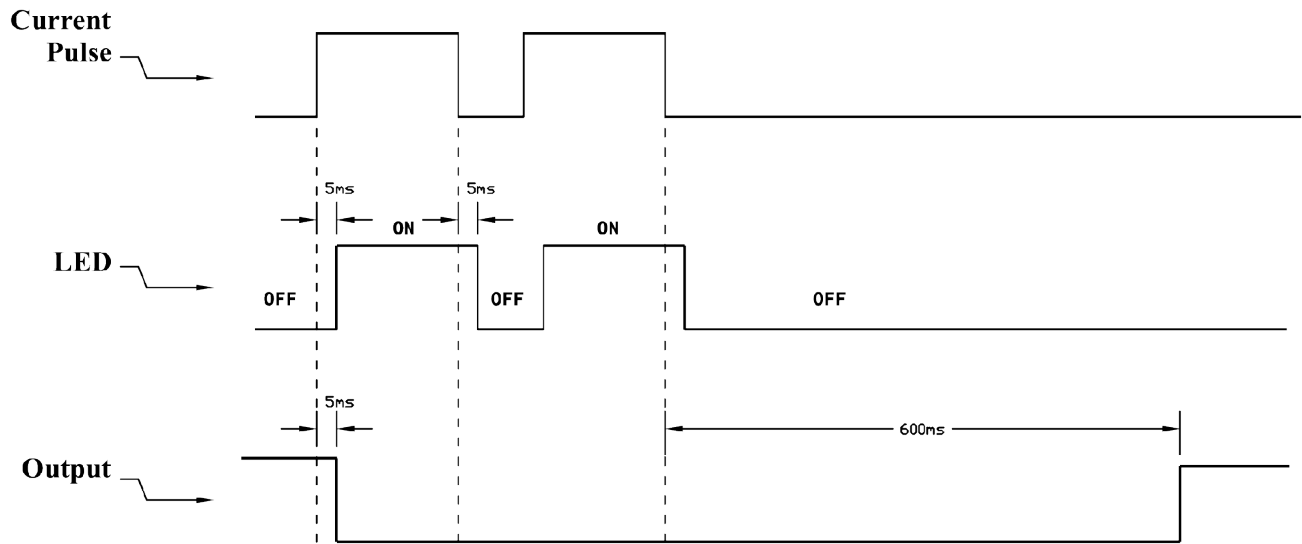 Current
Pulse
5ms
5ms
ON
ON
LED
OFF
OFF
OFF
5ms
600ms
Output